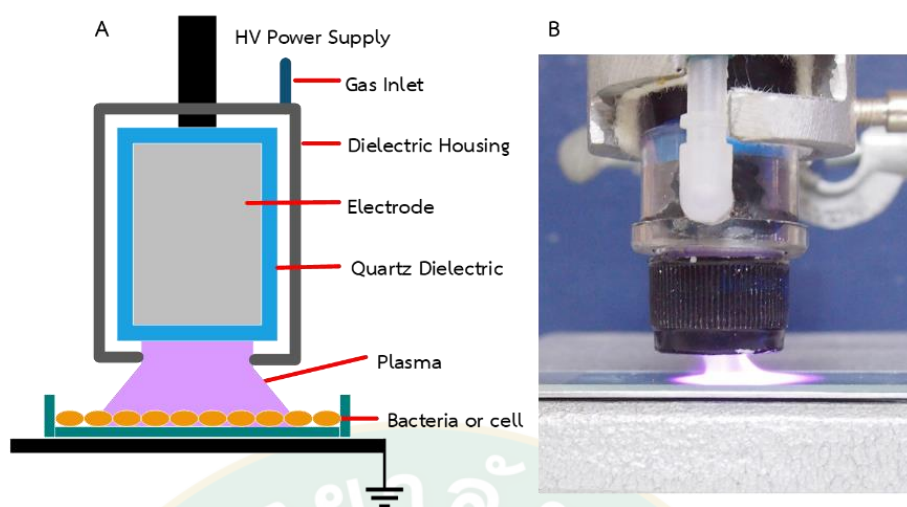 A
B
HV Power Supply
Gas Inlet
Dielectric Housing
Electrode
Quartz Dielectric
Plasma
Bacteria or cell